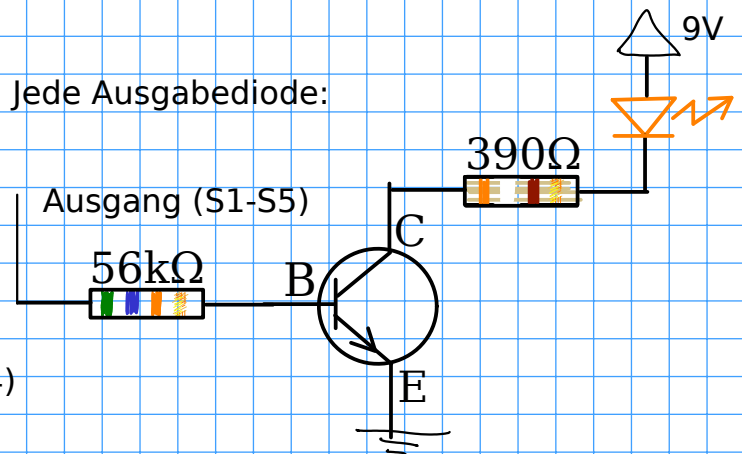 9V
Jede Ausgabediode:
390Ω
Ausgang (S1-S5)
C
56kΩ
B
E
)